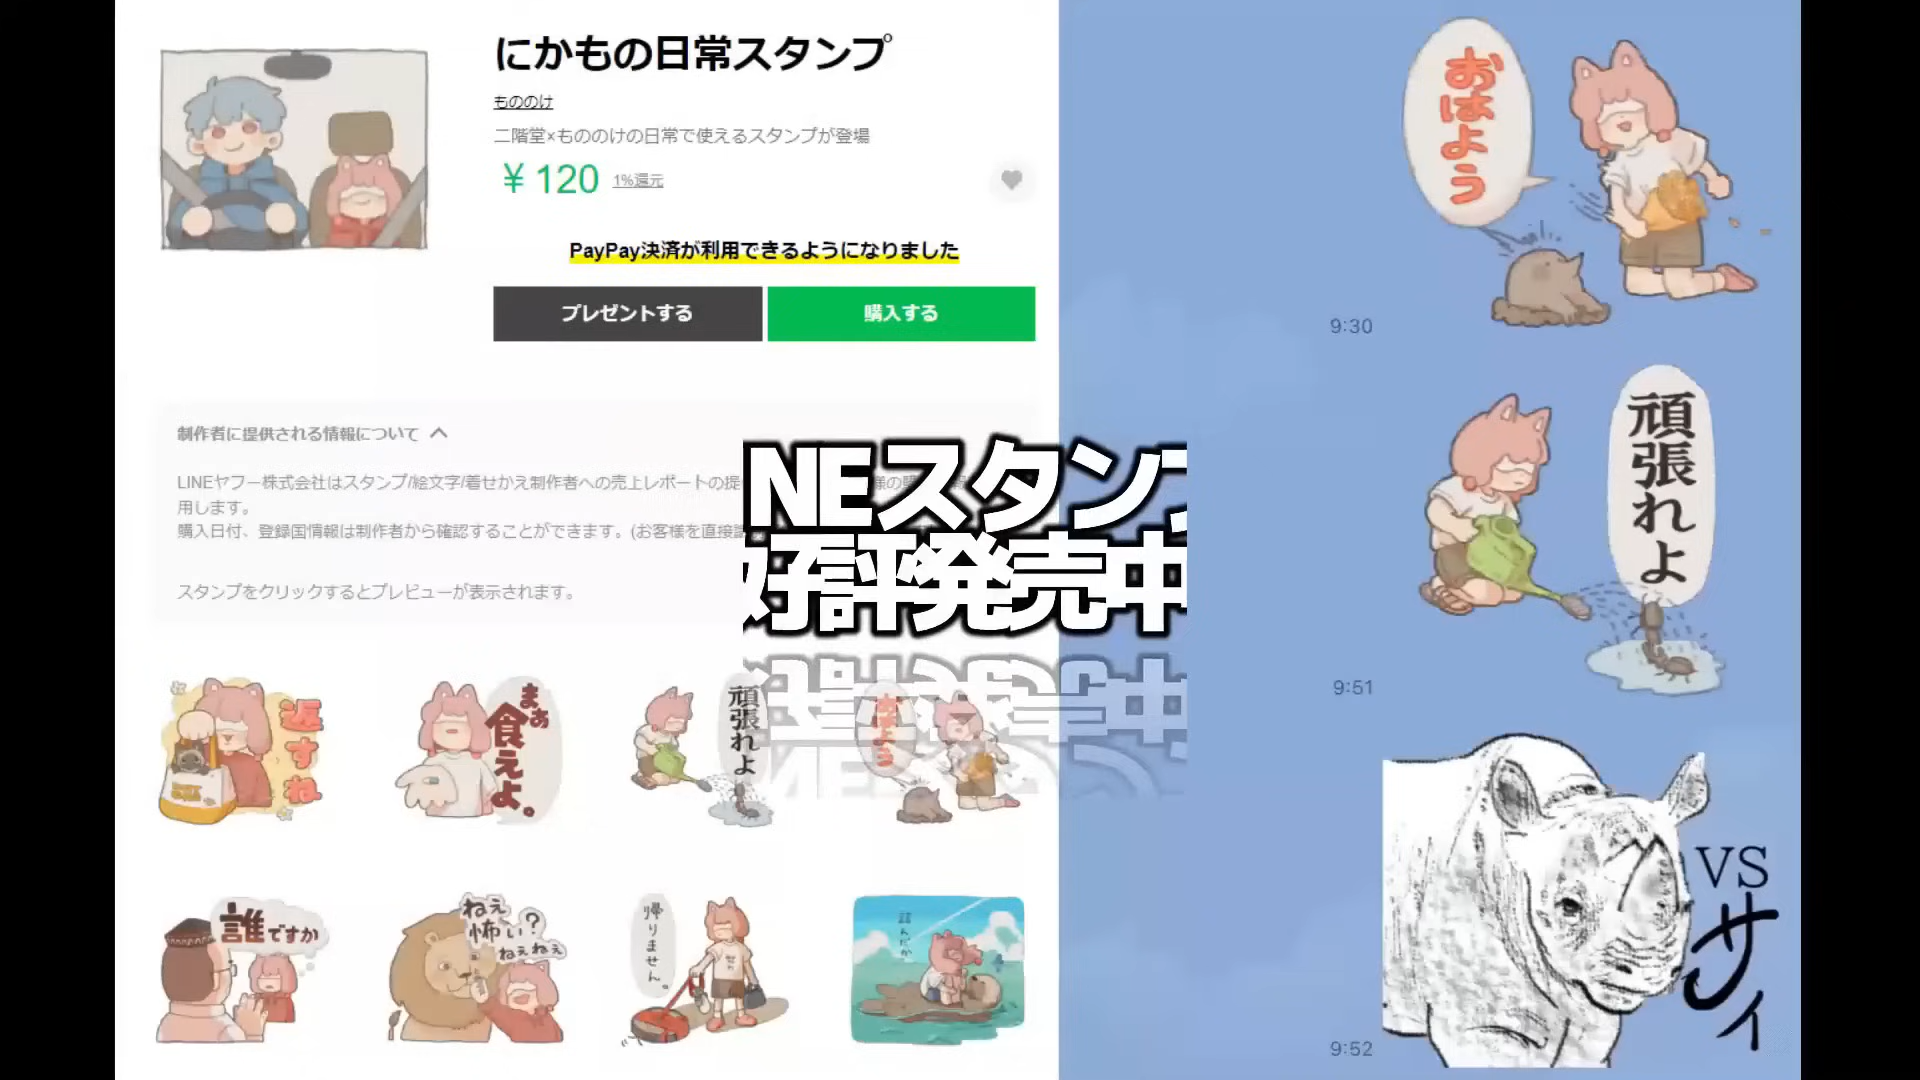 にかもの日常スタンプ
もののけ
二階堂×もののけの日常で使えるスタンプが登場
¥120 1%還元
PayPay決済が利用できるようになりました
プレゼントする 購入する
制作者に提供される情報について
LINEヤフー株式会社はスタンプ/絵文字/着せかえ制作者への売上レポートの提
用します。
購入日付、登録国情報は制作者から確認することができます。(お客様を直接識
スタンプをクリックするとプレビューが表示されます。
NEスタンプ
好評発売中
返すね
まぁ
食えよ。
頑張れよ
おはよう
誰ですか
ねえ
怖い?
ねぇねぇ
帰りません。
おはよう
9:30
頑張れよ
9:51
VS
サイ
9:52